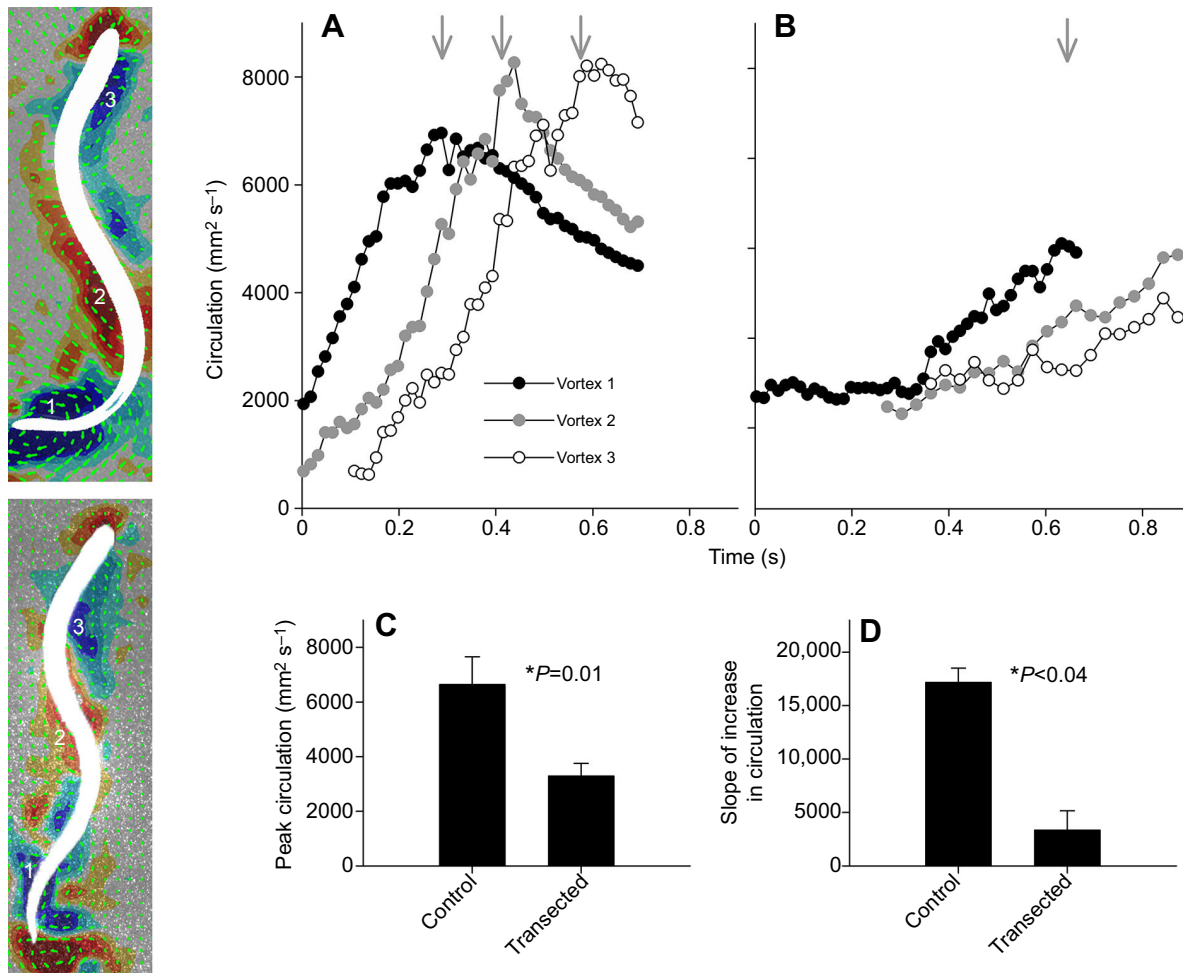 A
B
3
2
1
Circulation (mm² s⁻¹)
8000
6000
4000
2000
0
Vortex 1
Vortex 2
Vortex 3
0 0.2 0.4 0.6 0.8
0 0.2 0.4 0.6 0.8
Time (s)
3
2
1
C
Peak circulation (mm² s⁻¹)
8000
6000
4000
2000
0
*P=0.01
Control
Transected
D
Slope of increase
in circulation
20,000
15,000
10,000
5000
0
*P<0.04
Control
Transected